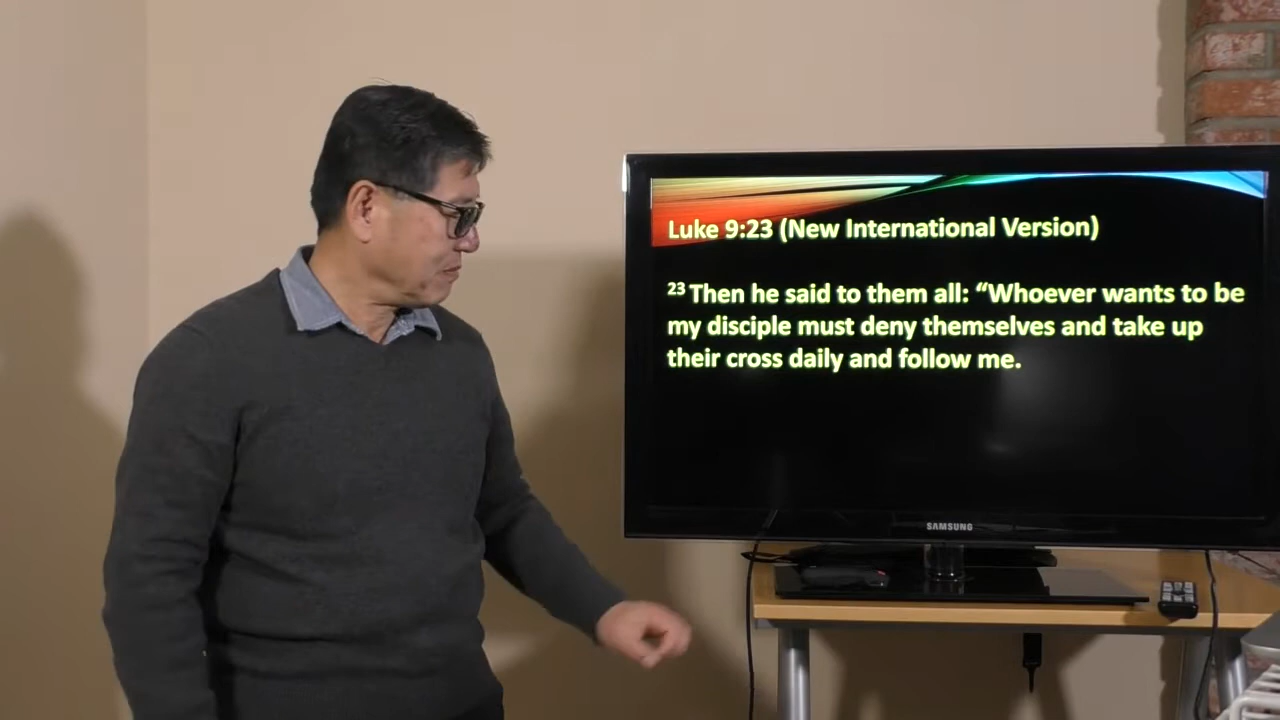 Luke 9:23 (New International Version)
23 Then he said to them all: “Whoever wants to be
my disciple must deny themselves and take up
their cross daily and follow me.
SAMSUNG